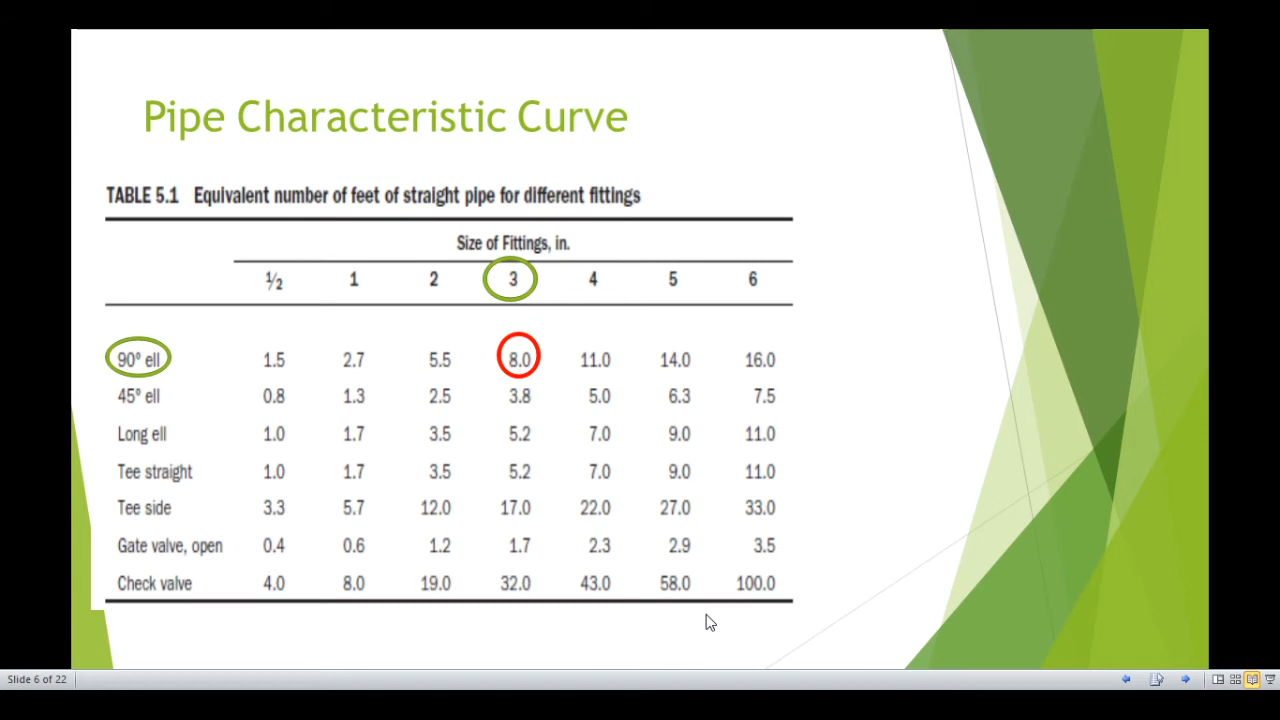 Pipe Characteristic Curve
TABLE 5.1 Equivalent number of feet of straight pipe for different fittings
Size of Fittings, in.
1/2 1 2 3 4 5 6
90º ell 1.5 2.7 5.5 8.0 11.0 14.0 16.0
45º ell 0.8 1.3 2.5 3.8 5.0 6.3 7.5
Long ell 1.0 1.7 3.5 5.2 7.0 9.0 11.0
Tee straight 1.0 1.7 3.5 5.2 7.0 9.0 11.0
Tee side 3.3 5.7 12.0 17.0 22.0 27.0 33.0
Gate valve, open 0.4 0.6 1.2 1.7 2.3 2.9 3.5
Check valve 4.0 8.0 19.0 32.0 43.0 58.0 100.0
Slide 6 of 22